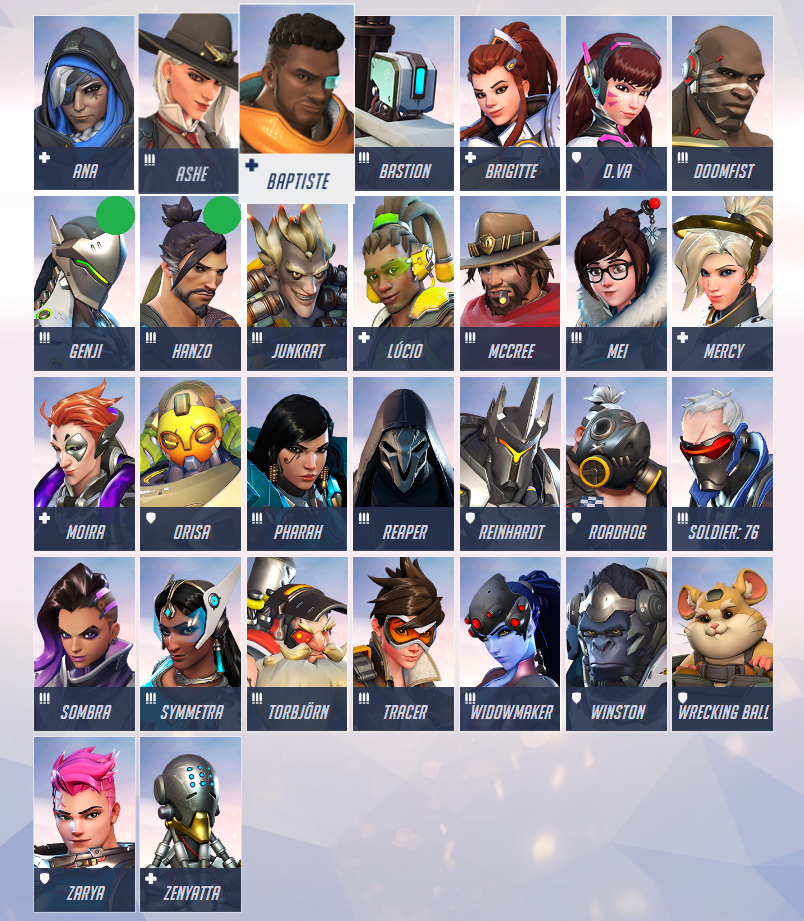 ANA
ASHE
BAPTISTE
BASTION
BRIGITTE
D.VA
DOOMFIST
GENJI
HANZO
JUNKRAT
LÚCIO
MCCREE
MEI
MERCY
MOIRA
ORISA
PHARAH
REAPER
REINHARDT
ROADHOG
SOLDIER: 76
SOMBRA
SYMMETRA
TORBJÖRN
TRACER
WIDOWMAKER
WINSTON
WRECKING BALL
ZARYA
ZENYATTA